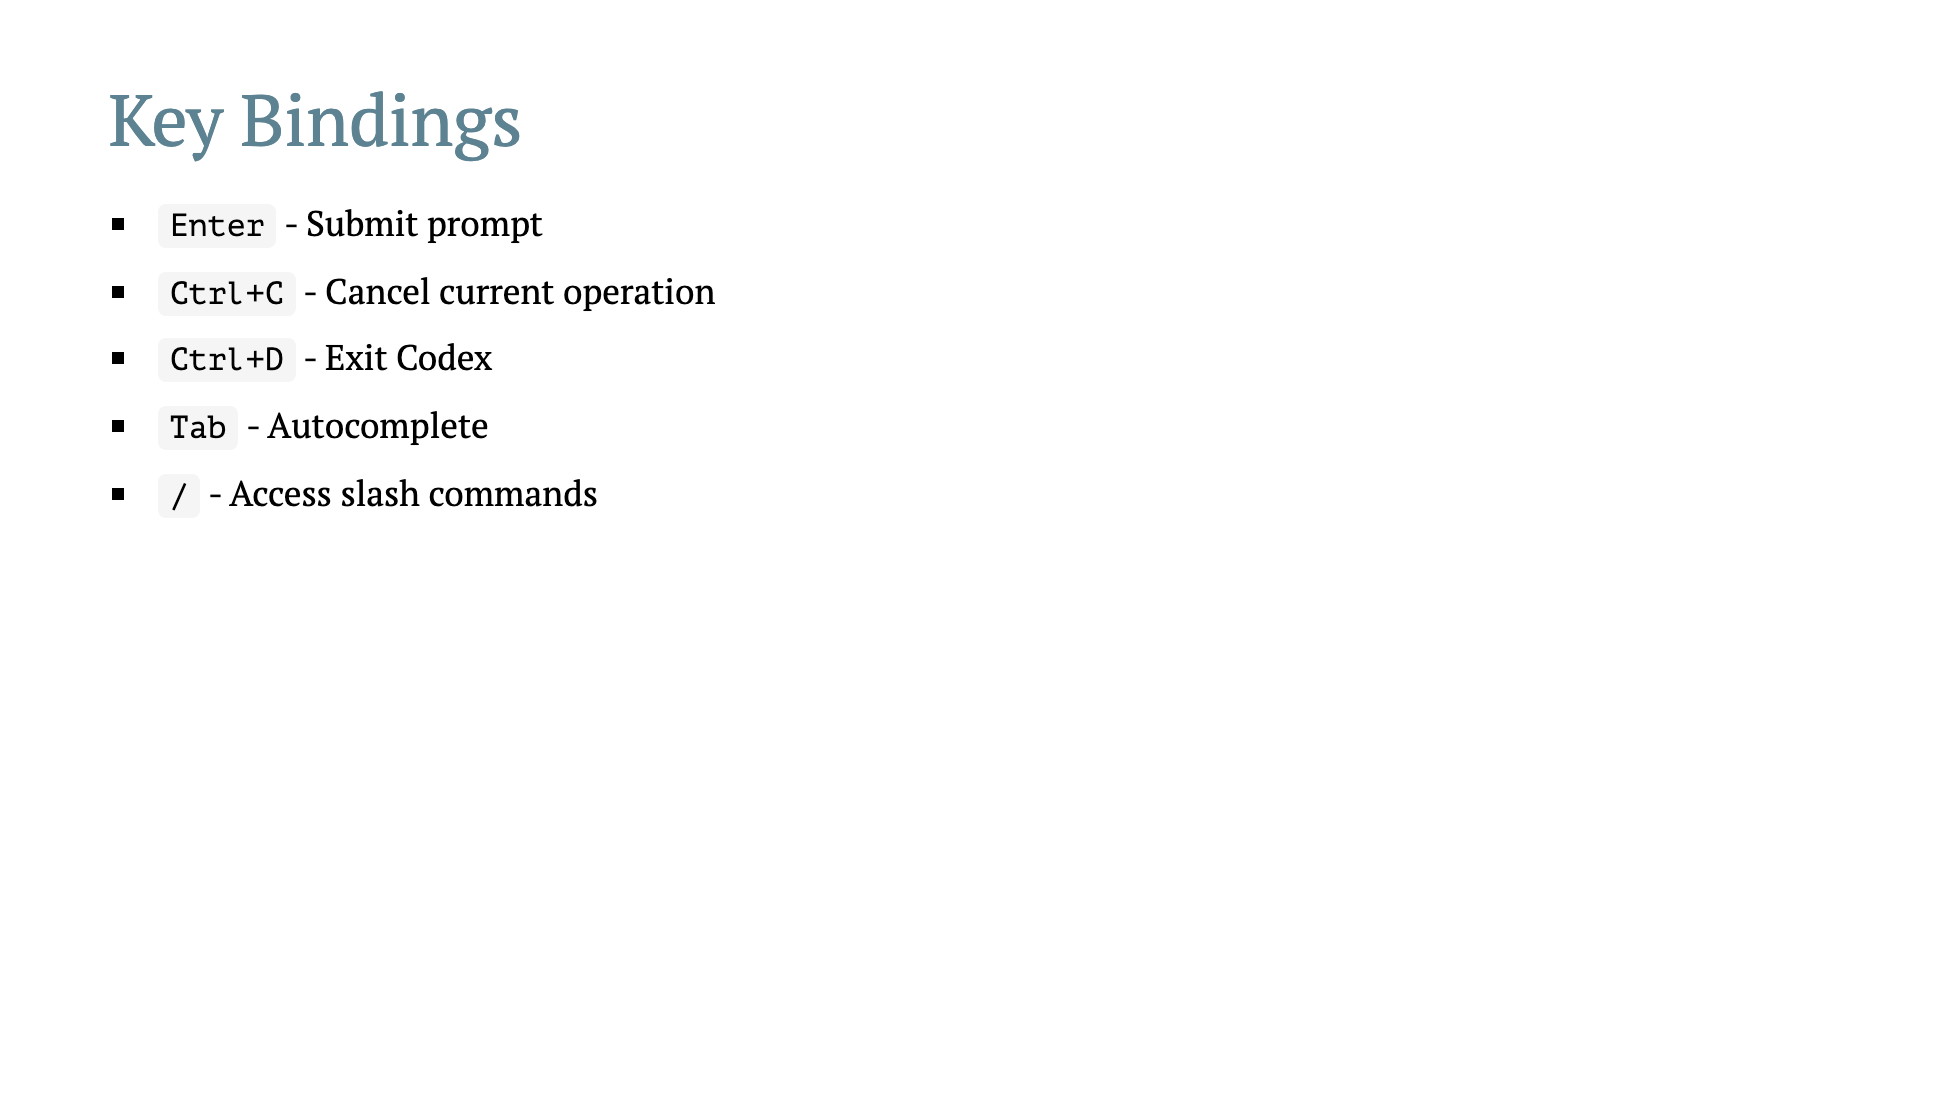 Key Bindings
▪ Enter - Submit prompt
▪ Ctrl+C - Cancel current operation
▪ Ctrl+D - Exit Codex
▪ Tab - Autocomplete
▪ / - Access slash commands